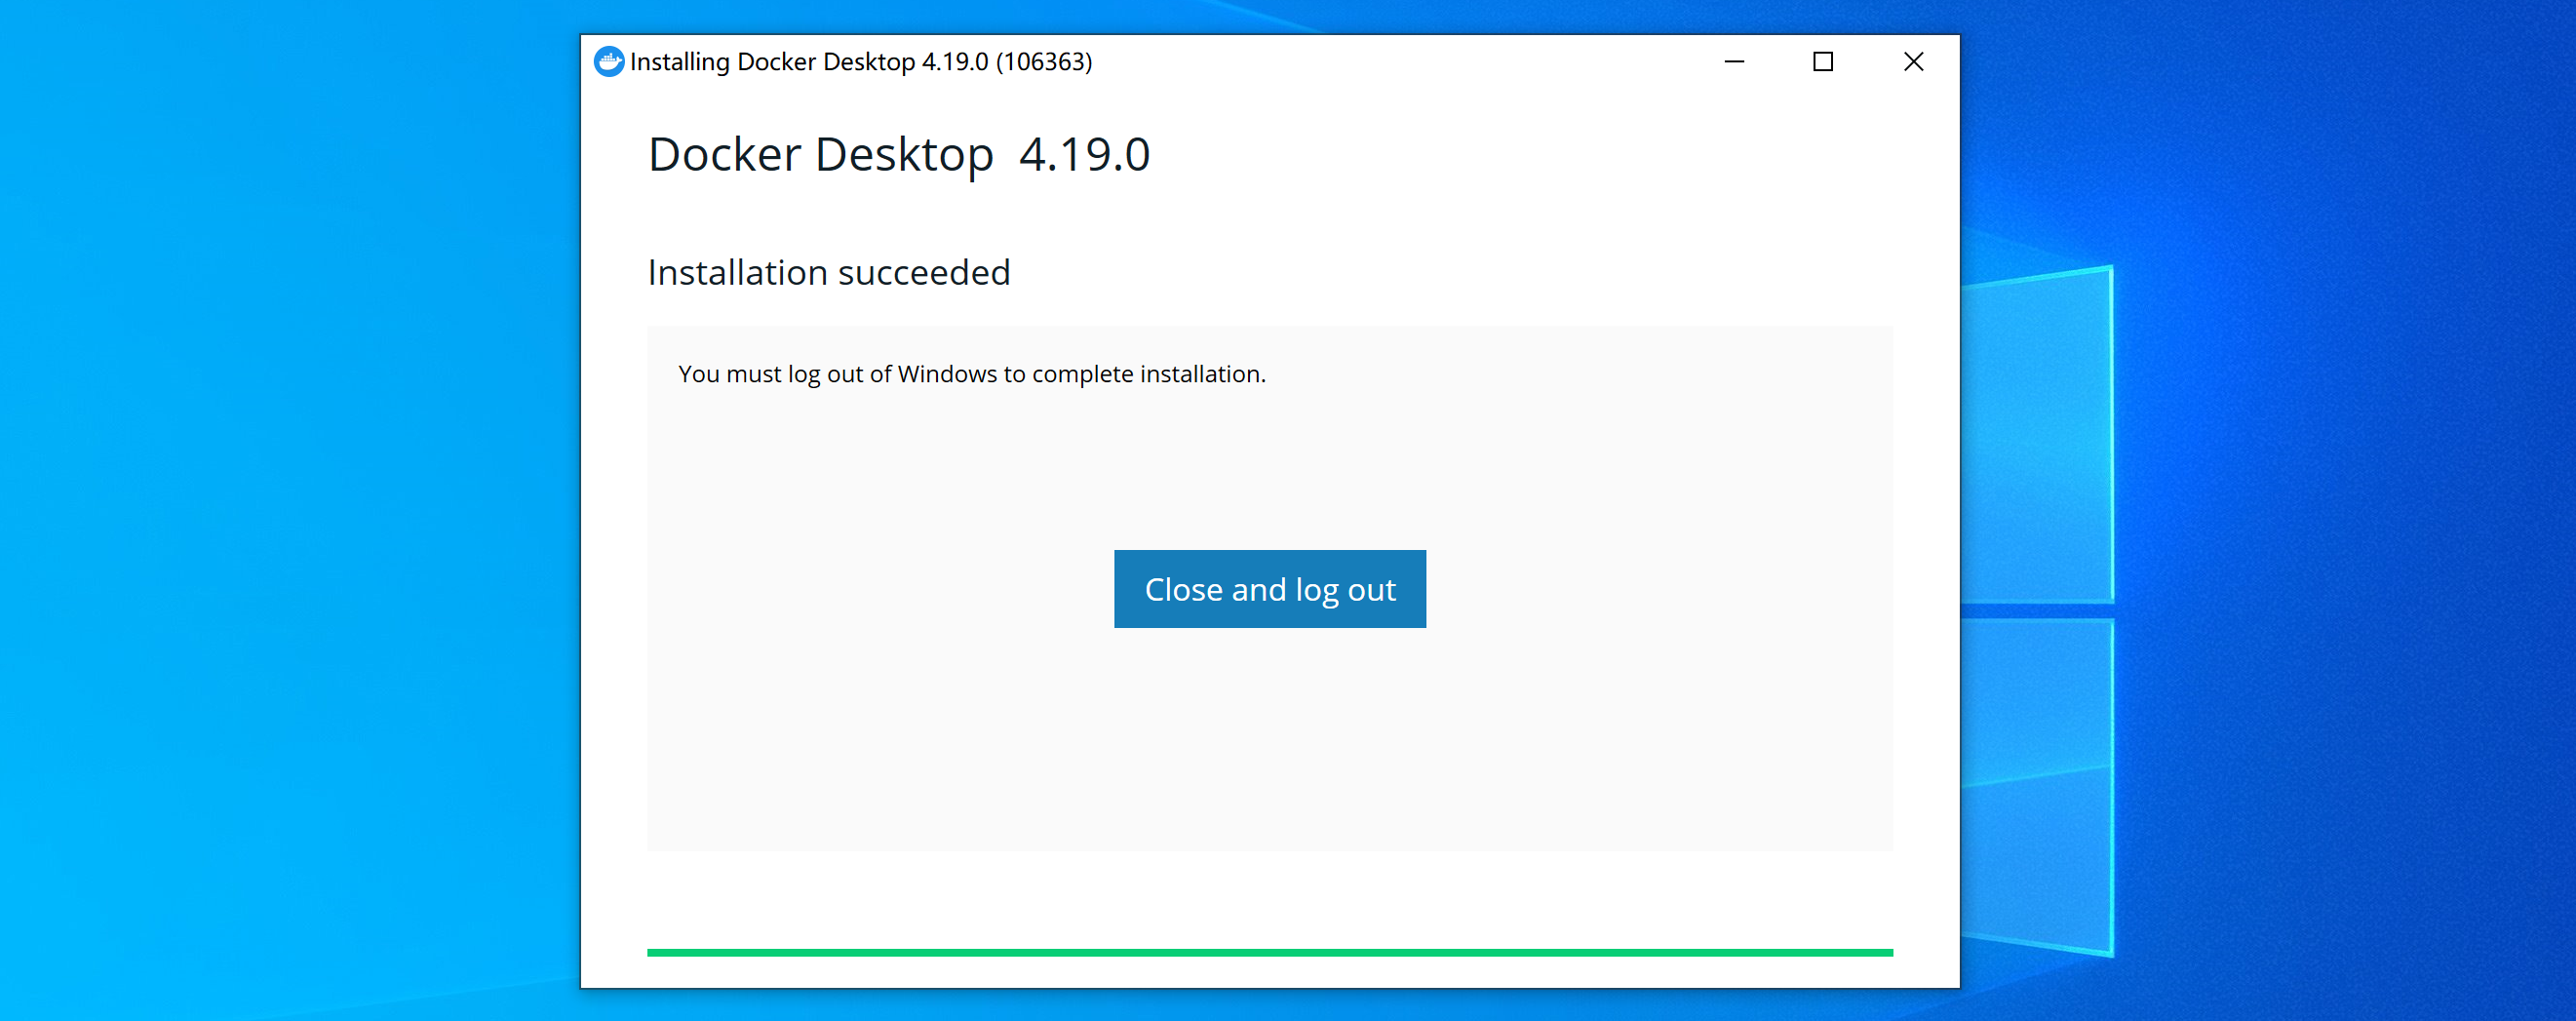 Installing Docker Desktop 4.19.0 (106363)
Docker Desktop 4.19.0
Installation succeeded
You must log out of Windows to complete installation.
Close and log out